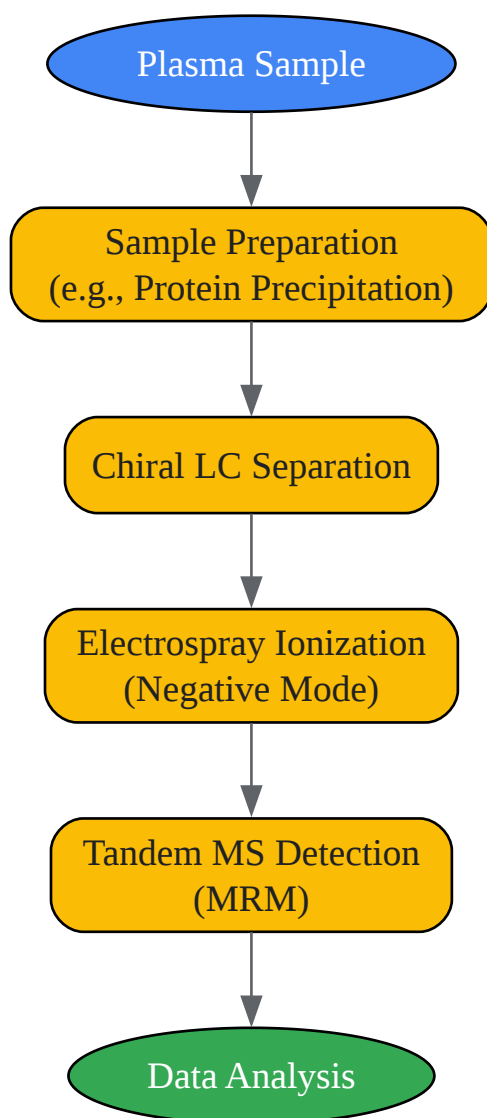 Plasma Sample
Sample Preparation
(e.g., Protein Precipitation)
Chiral LC Separation
Electrospray Ionization
(Negative Mode)
Tandem MS Detection
(MRM)
Data Analysis